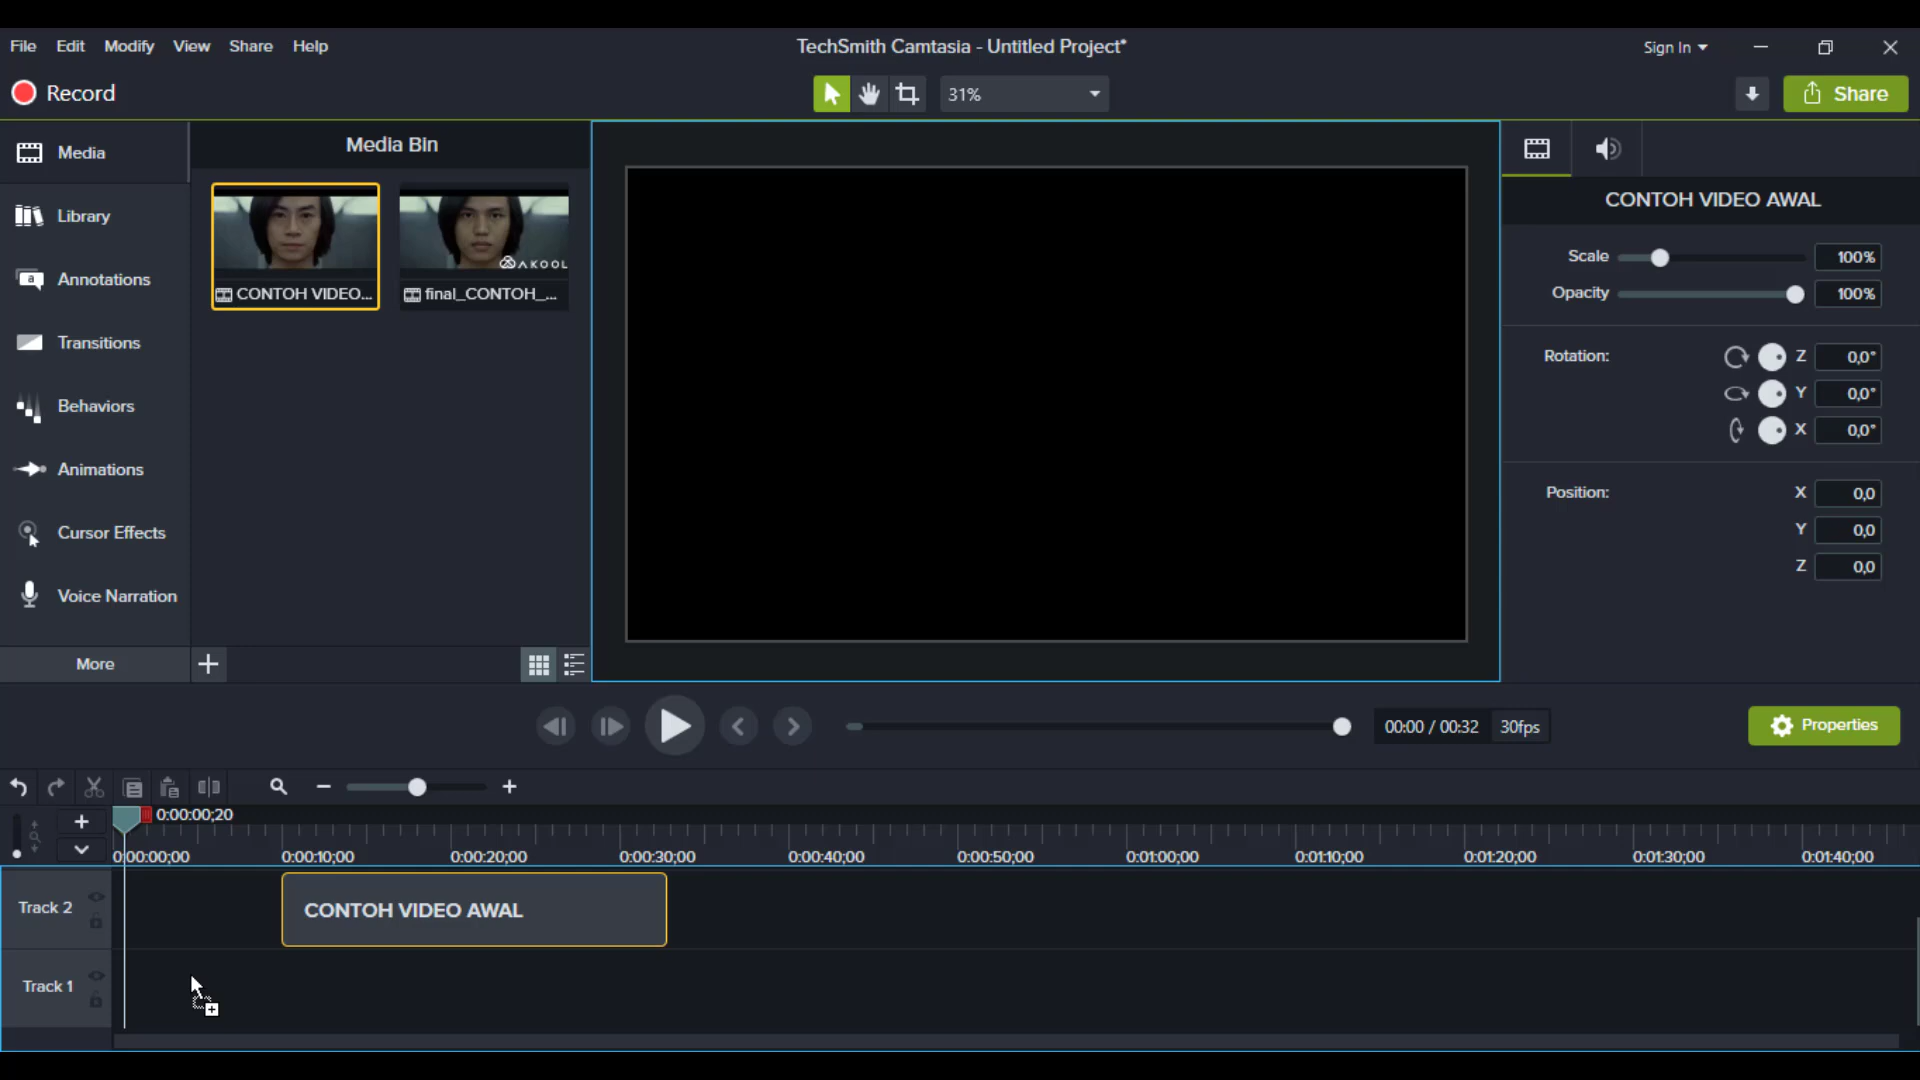 File Edit Modify View Share Help
TechSmith Camtasia - Untitled Project*
Sign In
Record
31%
Share
Media
Media Bin
Library
CONTOH VIDEO...
AKOOL
final_CONTOH_...
Annotations
Transitions
Behaviors
Animations
Cursor Effects
Voice Narration
More
CONTOH VIDEO AWAL
Scale 100%
Opacity 100%
Rotation: Z 0,0°
Y 0,0°
X 0,0°
Position: X 0,0
Y 0,0
Z 0,0
00:00 / 00:32 30fps
Properties
0:00:00;20
0:00:00;00 0:00:10;00 0:00:20;00 0:00:30;00 0:00:40;00 0:00:50;00 0:01:00;00 0:01:10;00 0:01:20;00 0:01:30;00 0:01:40;00
Track 2
CONTOH VIDEO AWAL
Track 1